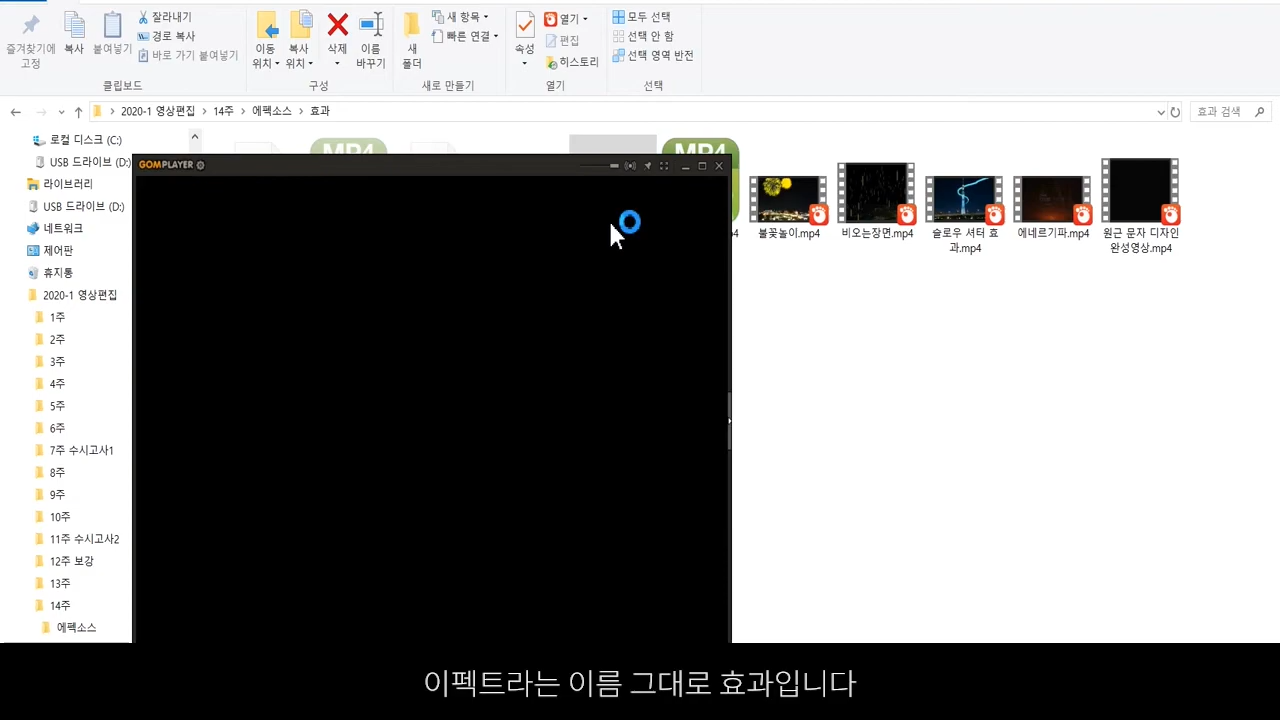 즐겨찾기에
고정
복사
붙여넣기
잘라내기
경로 복사
바로 가기 붙여넣기
클립보드
이동
위치
복사
위치
삭제
이름
바꾸기
구성
새
폴더
새 항목
빠른 연결
새로 만들기
속성
열기
편집
히스토리
열기
모두 선택
선택 안 함
선택 영역 반전
선택
2020-1 영상편집 > 14주 > 에펙소스 > 효과
효과 검색
로컬 디스크 (C:)
USB 드라이브 (D:)
라이브러리
USB 드라이브 (D:)
네트워크
제어판
휴지통
2020-1 영상편집
1주
2주
3주
4주
5주
6주
7주 수시고사1
8주
9주
10주
11주 수시고사2
12주 보강
13주
14주
에펙소스
MP4
MP4
GOMPLAYER
불꽃놀이.mp4
비오는장면.mp4
슬로우 셔터 효
과.mp4
에네르기파.mp4
원근 문자 디자인
완성영상.mp4
이펙트라는 이름 그대로 효과입니다